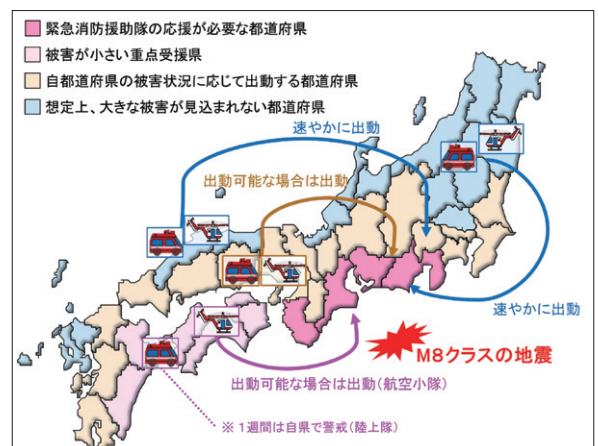 緊急消防援助隊の応援が必要な都道府県
被害が小さい重点受援県
自都道府県の被害状況に応じて出動する都道府県
想定上、大きな被害が見込まれない都道府県
速やかに出動
出動可能な場合は出動
速やかに出動
M8クラスの地震
出動可能な場合は出動(航空小隊)
※1週間は自県で警戒(陸上隊)